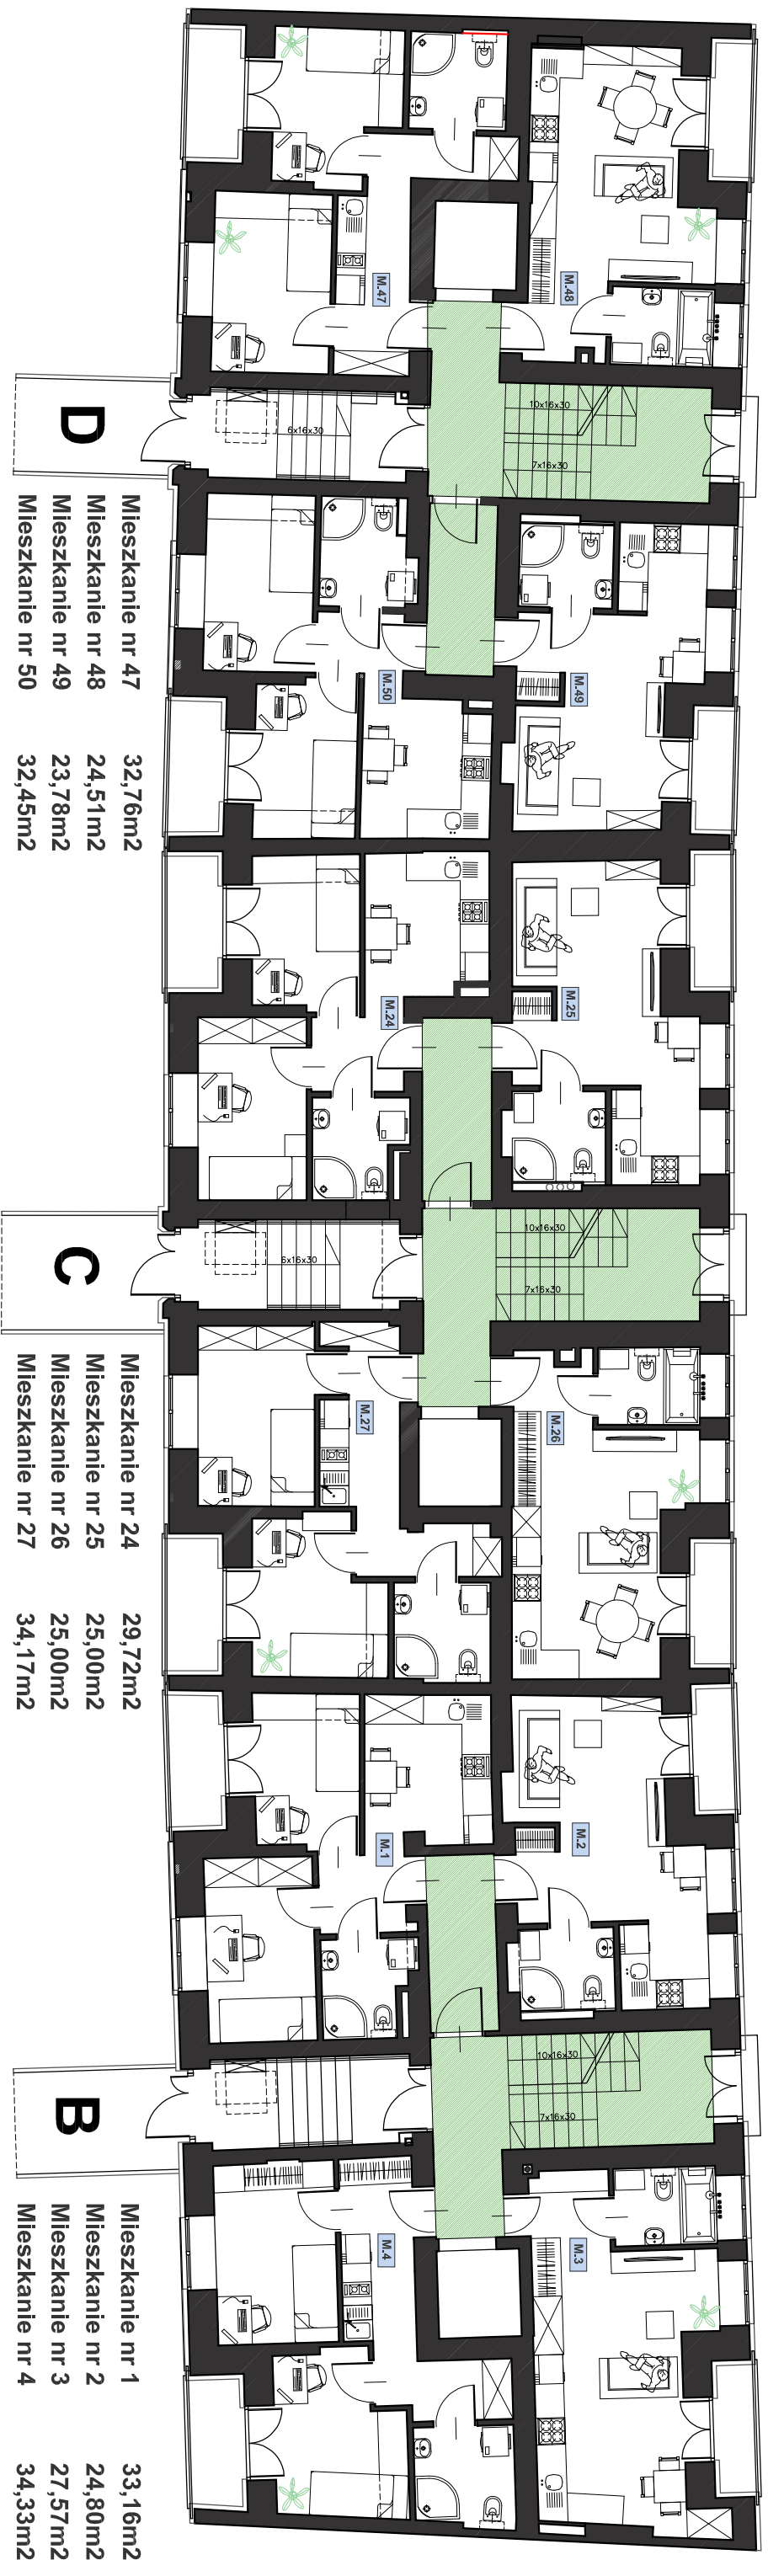 M.47
M.48
10x16x30
7x16x30
6x16x30
D
Mieszkanie nr 47 32,76m2
Mieszkanie nr 48 24,51m2
Mieszkanie nr 49 23,78m2
Mieszkanie nr 50 32,45m2
M.50
M.49
M.24
M.25
10x16x30
7x16x30
6x16x30
C
Mieszkanie nr 24 29,72m2
Mieszkanie nr 25 25,00m2
Mieszkanie nr 26 25,00m2
Mieszkanie nr 27 34,17m2
M.27
M.26
M.1
M.2
10x16x30
7x16x30
B
Mieszkanie nr 1 33,16m2
Mieszkanie nr 2 24,80m2
Mieszkanie nr 3 27,57m2
Mieszkanie nr 4 34,33m2
M.4
M.3